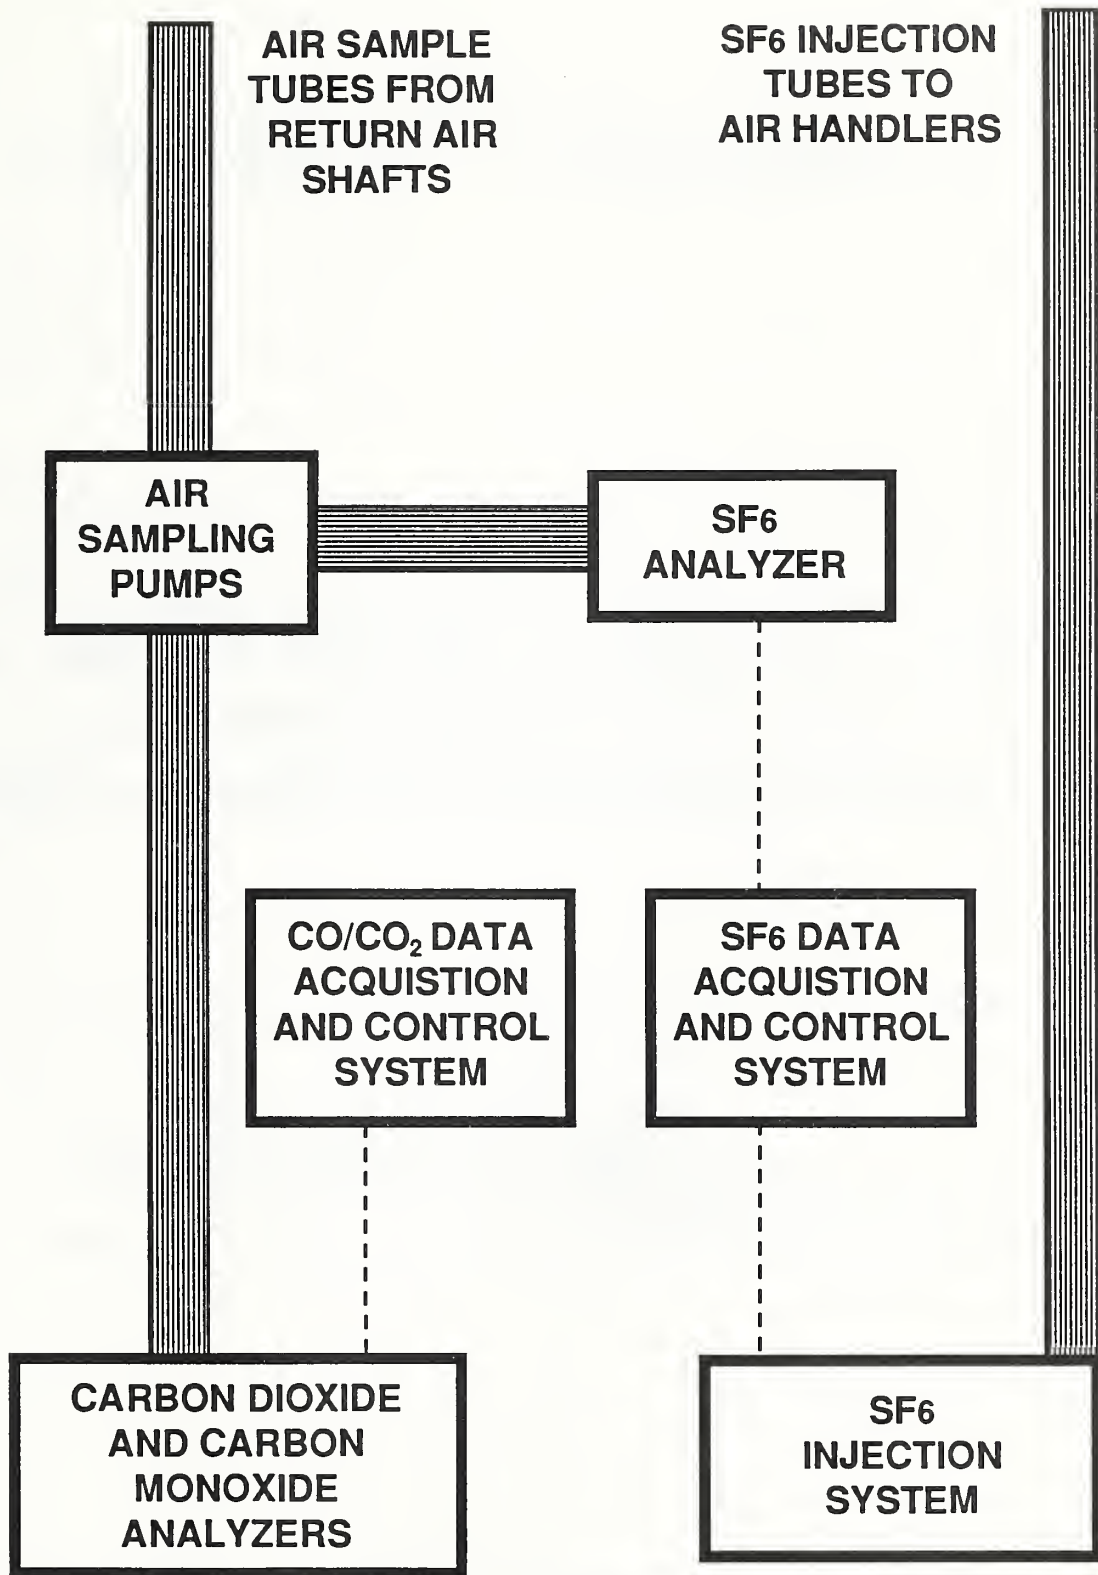 AIR SAMPLE
TUBES FROM
RETURN AIR
SHAFTS
SF6 INJECTION
TUBES TO
AIR HANDLERS
AIR
SAMPLING
PUMPS
SF6
ANALYZER
CO/CO₂ DATA
ACQUISTION
AND CONTROL
SYSTEM
SF6 DATA
ACQUISTION
AND CONTROL
SYSTEM
CARBON DIOXIDE
AND CARBON
MONOXIDE
ANALYZERS
SF6
INJECTION
SYSTEM